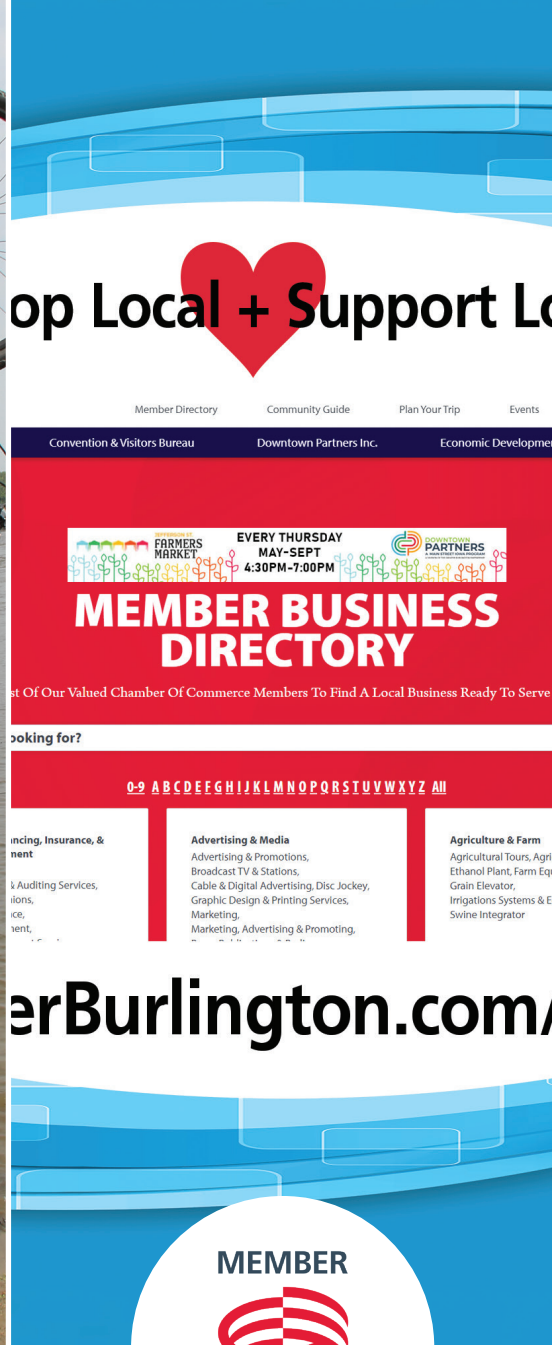 op Local + Support Lo
Member Directory Community Guide Plan Your Trip Events
Convention & Visitors Bureau Downtown Partners Inc. Economic Developmen
JEFFERSON ST.
FARMERS
MARKET
EVERY THURSDAY
MAY-SEPT
4:30PM-7:00PM
DOWNTOWN
PARTNERS
MEMBER BUSINESS
DIRECTORY
st Of Our Valued Chamber Of Commerce Members To Find A Local Business Ready To Serve
ooking for?
0-9 A B C D E F G H I J K L M N O P Q R S T U V W X Y Z All
ncing, Insurance, &
ment
& Auditing Services,
ions,
ce,
ment,
Advertising & Media
Advertising & Promotions,
Broadcast TV & Stations,
Cable & Digital Advertising, Disc Jockey,
Graphic Design & Printing Services,
Marketing,
Marketing, Advertising & Promoting,
Agriculture & Farm
Agricultural Tours, Agri
Ethanol Plant, Farm Equ
Grain Elevator,
Irrigations Systems & E
Swine Integrator
erBurlington.com/
MEMBER